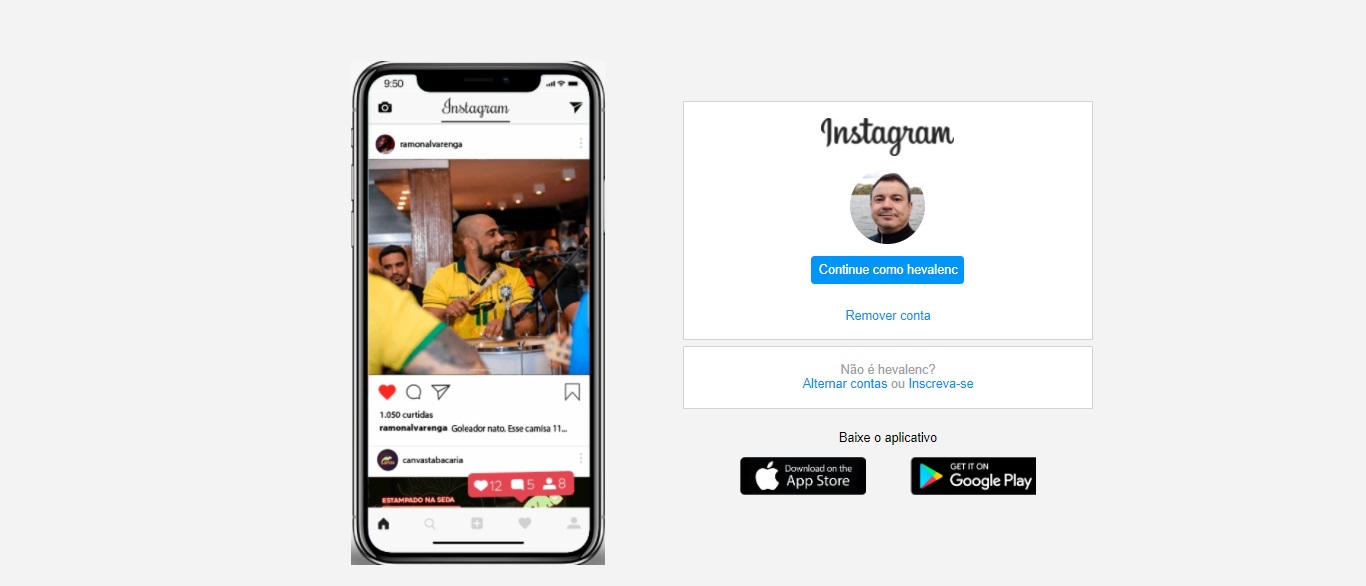 9:50
Instagram
ramonalvarenga
1.050 curtidas
ramonalvarenga Goleador nato. Esse camisa 11...
canvastabacaria
12 5 8
ESTAMPADO NA SEDA
Instagram
Continue como hevalenc
Remover conta
Não é hevalenc?
Alternar contas ou Inscreva-se
Baixe o aplicativo
Download on the
App Store
GET IT ON
Google Play